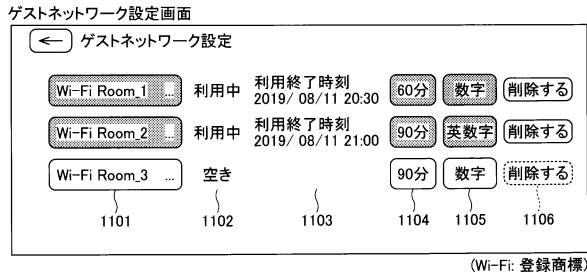 ゲストネットワーク設定画面
← ゲストネットワーク設定
Wi-Fi Room_1 ... 利用中 利用終了時刻 60分 数字 削除する
2019/ 08/11 20:30
Wi-Fi Room_2 ... 利用中 利用終了時刻 90分 英数字 削除する
2019/ 08/11 21:00
Wi-Fi Room_3 ... 空き 90分 数字 削除する
1101 1102 1103 1104 1105 1106
(Wi-Fi: 登録商標)